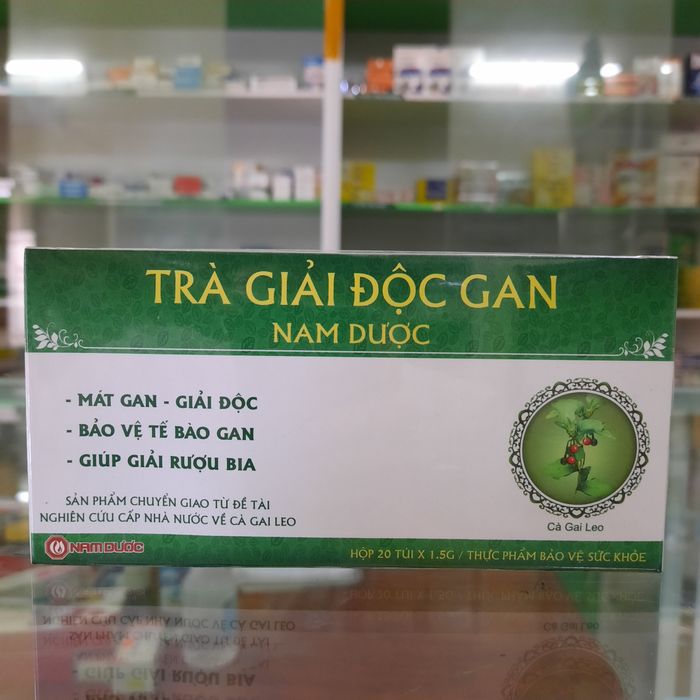 TRÀ GIẢI ĐỘC GAN
NAM DƯỢC
- MÁT GAN - GIẢI ĐỘC
- BẢO VỆ TẾ BÀO GAN
- GIÚP GIẢI RƯỢU BIA
SẢN PHẨM CHUYỂN GIAO TỪ ĐỀ TÀI
NGHIÊN CỨU CẤP NHÀ NƯỚC VỀ CÀ GAI LEO
Cà Gai Leo
NAM DƯỢC
HỘP 20 TÚI X 1.5G / THỰC PHẨM BẢO VỆ SỨC KHỎE